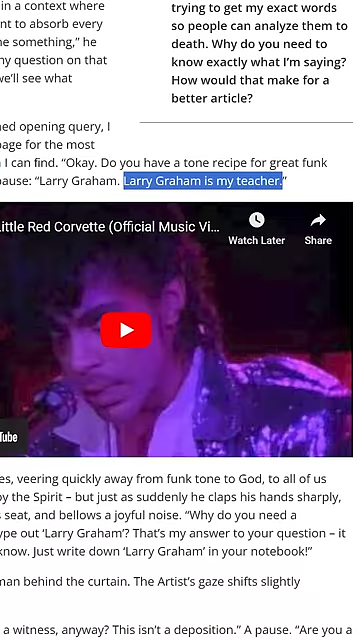 in a context where
nt to absorb every
ne something,” he
ny question on that
we’ll see what
trying to get my exact words
so people can analyze them to
death. Why do you need to
know exactly what I’m saying?
How would that make for a
better article?
ned opening query, I
page for the most
I can find. “Okay. Do you have a tone recipe for great funk
pause: “Larry Graham. Larry Graham is my teacher.”
Little Red Corvette (Official Music Vi...
Watch Later
Share
Tube
es, veering quickly away from funk tone to God, to all of us
by the Spirit – but just as suddenly he claps his hands sharply,
s seat, and bellows a joyful noise. “Why do you need a
ype out ‘Larry Graham’? That’s my answer to your question – it
know. Just write down ‘Larry Graham’ in your notebook!”
man behind the curtain. The Artist’s gaze shifts slightly
a witness, anyway? This isn’t a deposition.” A pause. “Are you a